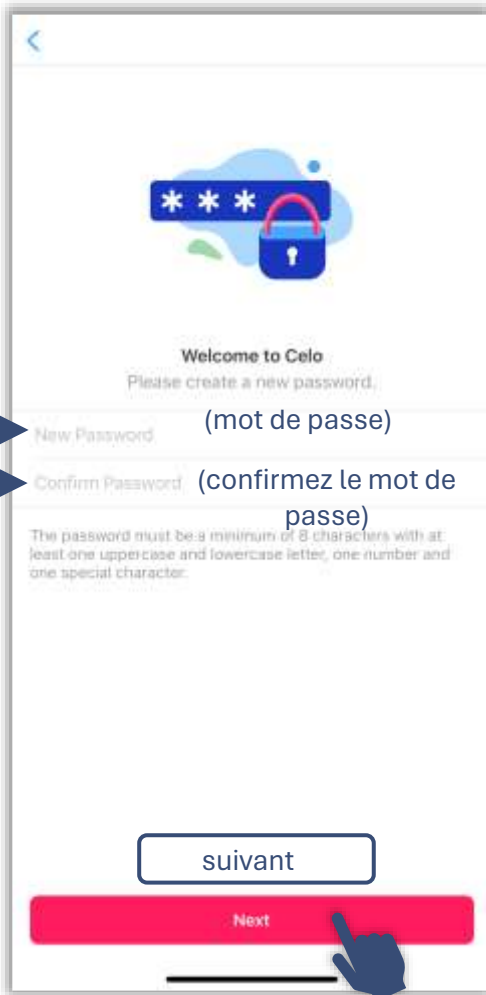 * * *
Welcome to Celo
Please create a new password.
New Password (mot de passe)
Confirm Password (confirmez le mot de
passe)
The password must be a minimum of 8 characters with at
least one uppercase and lowercase letter, one number and
one special character.
suivant
Next